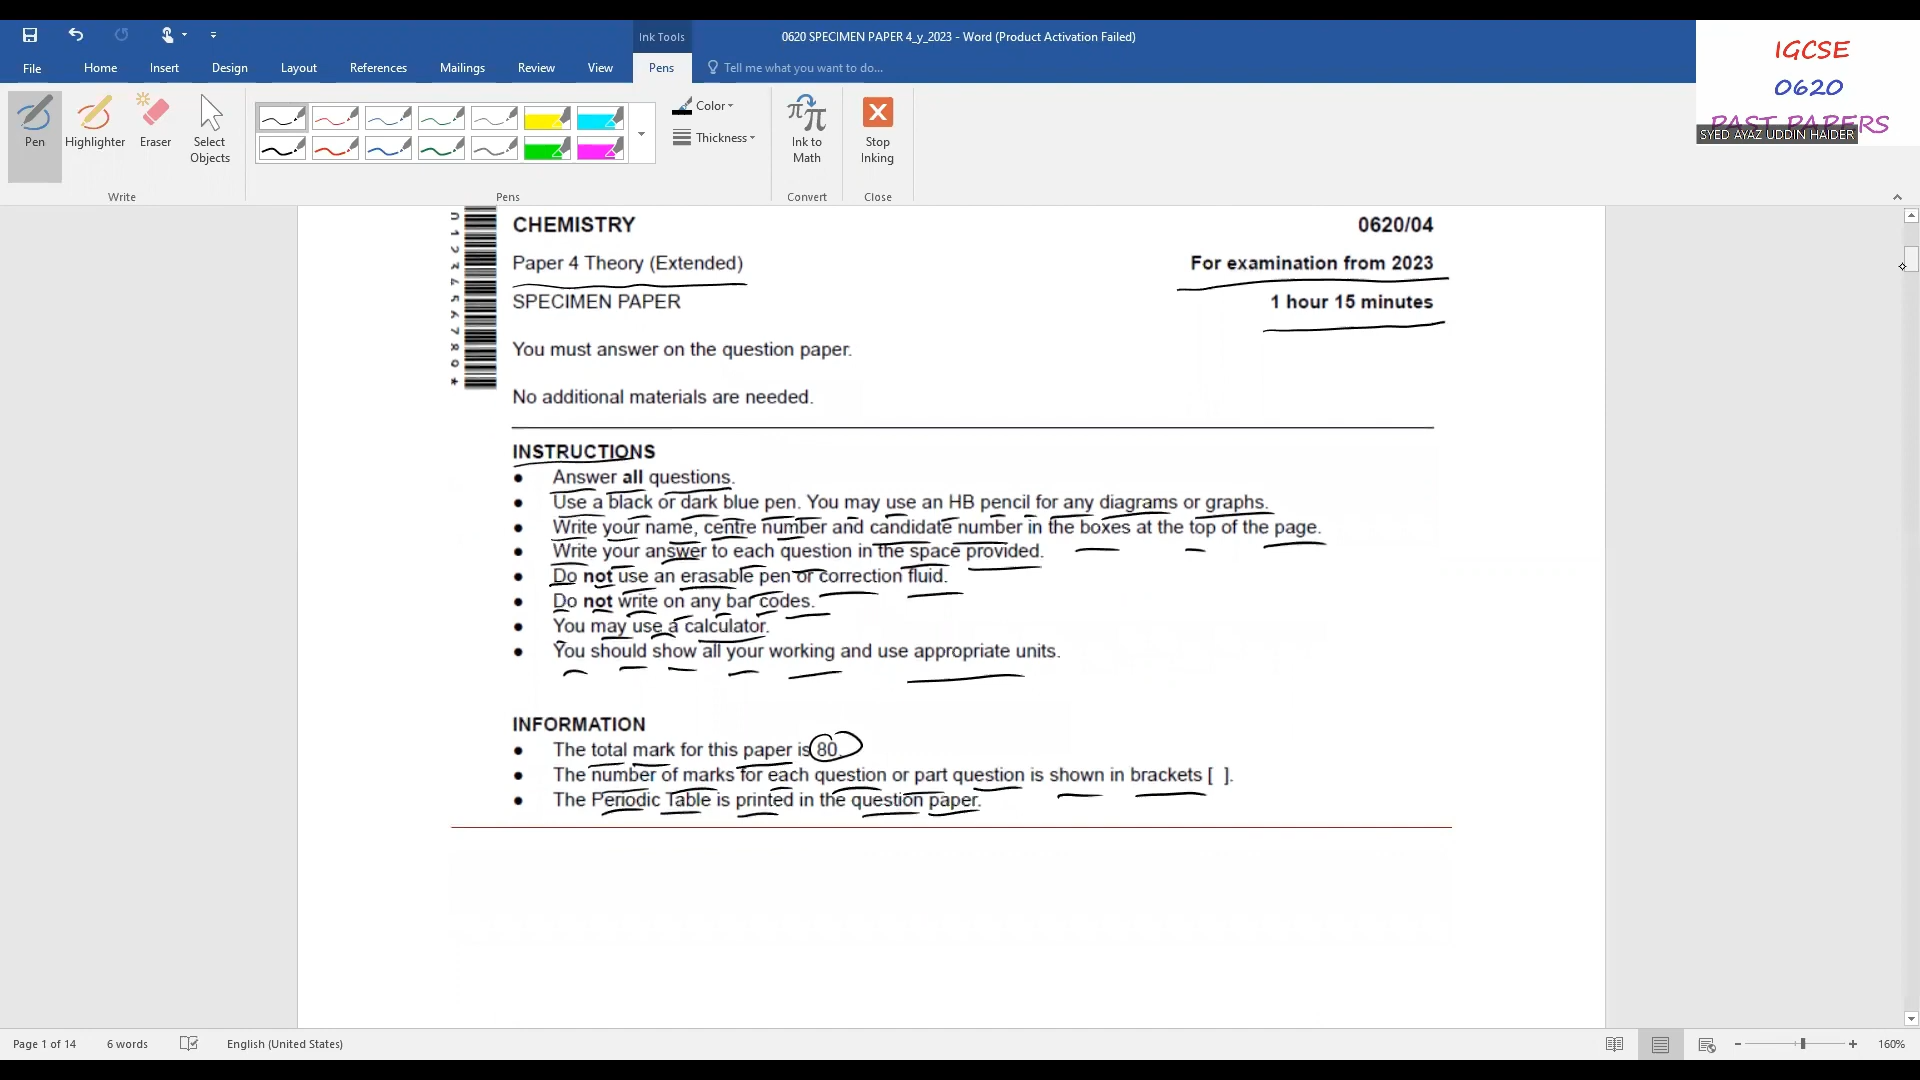 Ink Tools
0620 SPECIMEN PAPER 4_y_2023 - Word (Product Activation Failed)
File
Home
Insert
Design
Layout
References
Mailings
Review
View
Pens
Tell me what you want to do...
IGCSE
0620
PAST PAPERS
SYED AYAZ UDDIN HAIDER
Pen
Highlighter
Eraser
Select
Objects
Color
Thickness
Ink to
Math
Stop
Inking
Write
Pens
Convert
Close
CHEMISTRY 0620/04
Paper 4 Theory (Extended) For examination from 2023
SPECIMEN PAPER 1 hour 15 minutes
You must answer on the question paper.
No additional materials are needed.
INSTRUCTIONS
● Answer all questions.
● Use a black or dark blue pen. You may use an HB pencil for any diagrams or graphs.
● Write your name, centre number and candidate number in the boxes at the top of the page.
● Write your answer to each question in the space provided.
● Do not use an erasable pen or correction fluid.
● Do not write on any bar codes.
● You may use a calculator.
● You should show all your working and use appropriate units.
INFORMATION
● The total mark for this paper is 80.
● The number of marks for each question or part question is shown in brackets [ ].
● The Periodic Table is printed in the question paper.
Page 1 of 14
6 words
English (United States)
160%